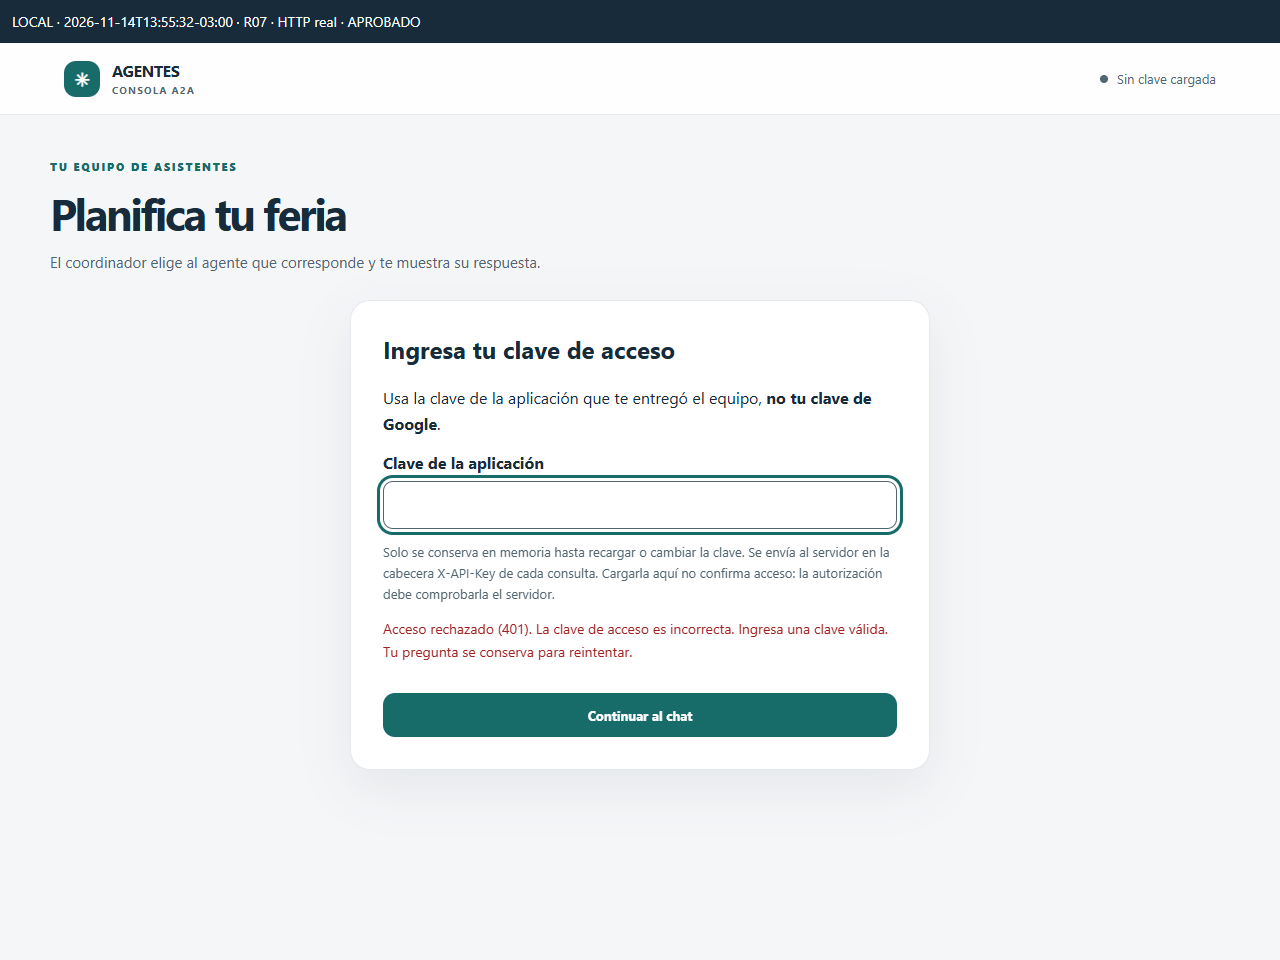 LOCAL · 2026-11-14T13:55:32-03:00 · R07 · HTTP real · APROBADO
AGENTES
CONSOLA A2A
Sin clave cargada
TU EQUIPO DE ASISTENTES
Planifica tu feria
El coordinador elige al agente que corresponde y te muestra su respuesta.
Ingresa tu clave de acceso
Usa la clave de la aplicación que te entregó el equipo, no tu clave de
Google.
Clave de la aplicación
Solo se conserva en memoria hasta recargar o cambiar la clave. Se envía al servidor en la
cabecera X-API-Key de cada consulta. Cargarla aquí no confirma acceso: la autorización
debe comprobarla el servidor.
Acceso rechazado (401). La clave de acceso es incorrecta. Ingresa una clave válida.
Tu pregunta se conserva para reintentar.
Continuar al chat